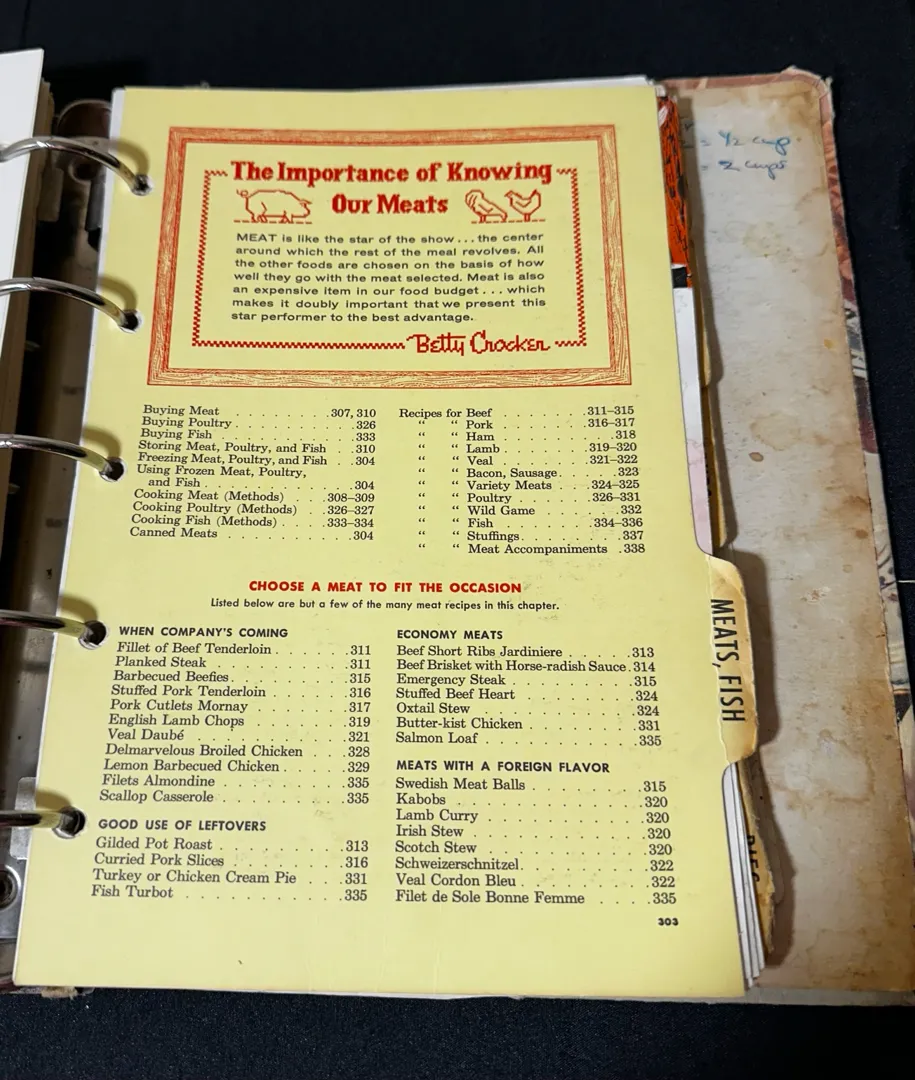 The Importance of Knowing
Our Meats
MEAT is like the star of the show...the center
around which the rest of the meal revolves. All
the other foods are chosen on the basis of how
well they go with the meat selected. Meat is also
an expensive item in our food budget...which
makes it doubly important that we present this
star performer to the best advantage.
Betty Crocker
Buying Meat . . . . . . . .307, 310
Buying Poultry . . . . . . . . .326
Buying Fish . . . . . . . . . .333
Storing Meat, Poultry, and Fish . .310
Freezing Meat, Poultry, and Fish . .304
Using Frozen Meat, Poultry,
and Fish . . . . . . . . . . .304
Cooking Meat (Methods) . . .308–309
Cooking Poultry (Methods) . .326–327
Cooking Fish (Methods) . . .333–334
Canned Meats . . . . . . . . .304
Recipes for Beef . . . . . . .311–315
“ “ Pork . . . . . . .316–317
“ “ Ham . . . . . . . . .318
“ “ Lamb . . . . . . .319–320
“ “ Veal . . . . . . .321–322
“ “ Bacon, Sausage . . . . .323
“ “ Variety Meats . . .324–325
“ “ Poultry . . . . . .326–331
“ “ Wild Game . . . . . .332
“ “ Fish . . . . . . .334–336
“ “ Stuffings . . . . . . .337
“ “ Meat Accompaniments .338
CHOOSE A MEAT TO FIT THE OCCASION
Listed below are but a few of the many meat recipes in this chapter.
WHEN COMPANY'S COMING
Fillet of Beef Tenderloin . . . . . .311
Planked Steak . . . . . . . . . .311
Barbecued Beefies . . . . . . . .315
Stuffed Pork Tenderloin . . . . . .316
Pork Cutlets Mornay . . . . . . .317
English Lamb Chops . . . . . . .319
Veal Daubé . . . . . . . . . . .321
Delmarvelous Broiled Chicken . . .328
Lemon Barbecued Chicken . . . . .329
Filets Almondine . . . . . . . . .335
Scallop Casserole . . . . . . . . .335
GOOD USE OF LEFTOVERS
Gilded Pot Roast . . . . . . . . .313
Curried Pork Slices . . . . . . . .316
Turkey or Chicken Cream Pie . . .331
Fish Turbot . . . . . . . . . . .335
ECONOMY MEATS
Beef Short Ribs Jardiniere . . . . .313
Beef Brisket with Horse-radish Sauce .314
Emergency Steak . . . . . . . . .315
Stuffed Beef Heart . . . . . . . .324
Oxtail Stew . . . . . . . . . . .324
Butter-kist Chicken . . . . . . . .331
Salmon Loaf . . . . . . . . . . .335
MEATS WITH A FOREIGN FLAVOR
Swedish Meat Balls . . . . . . . .315
Kabobs . . . . . . . . . . . . .320
Lamb Curry . . . . . . . . . . .320
Irish Stew . . . . . . . . . . . .320
Scotch Stew . . . . . . . . . . .320
Schweizerschnitzel . . . . . . . .322
Veal Cordon Bleu . . . . . . . . .322
Filet de Sole Bonne Femme . . . .335
303
MEATS, FISH
PIES
= 1/2 cup
= 2 cups